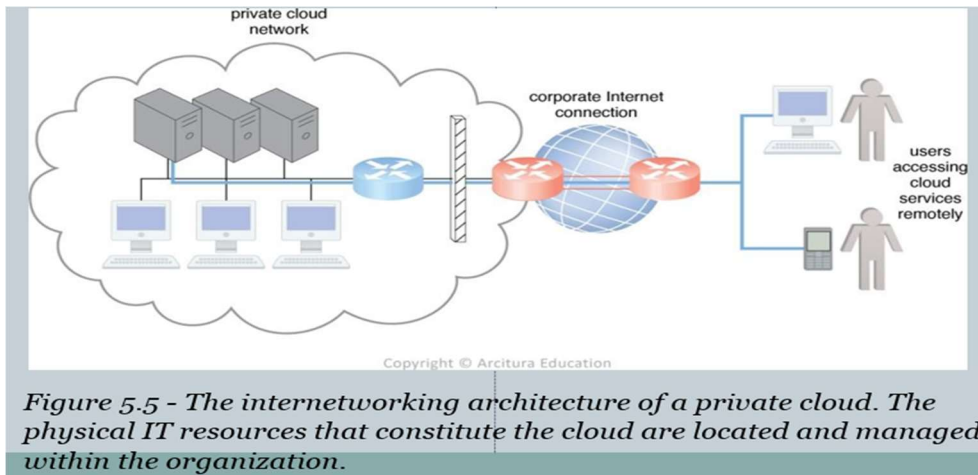 private cloud
network
corporate Internet
connection
users
accessing
cloud
services
remotely
Copyright © Arcitura Education
Figure 5.5 - The internetworking architecture of a private cloud. The
physical IT resources that constitute the cloud are located and managed
within the organization.